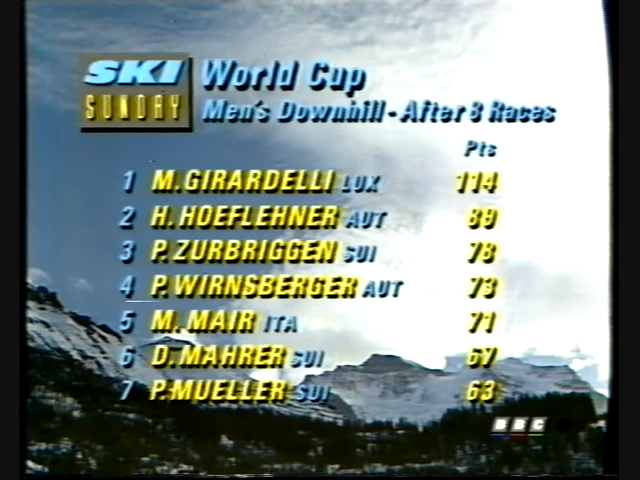 SKI SUNDAY
World Cup
Men's Downhill - After 8 Races
Pts
1 M. GIRARDELLI LUX 114
2 H. HOEFLEHNER AUT 89
3 P. ZURBRIGGEN SUI 78
4 P. WIRNSBERGER AUT 73
5 M. MAIR ITA 71
6 D. MAHRER SUI 67
7 P. MUELLER SUI 63
BBC